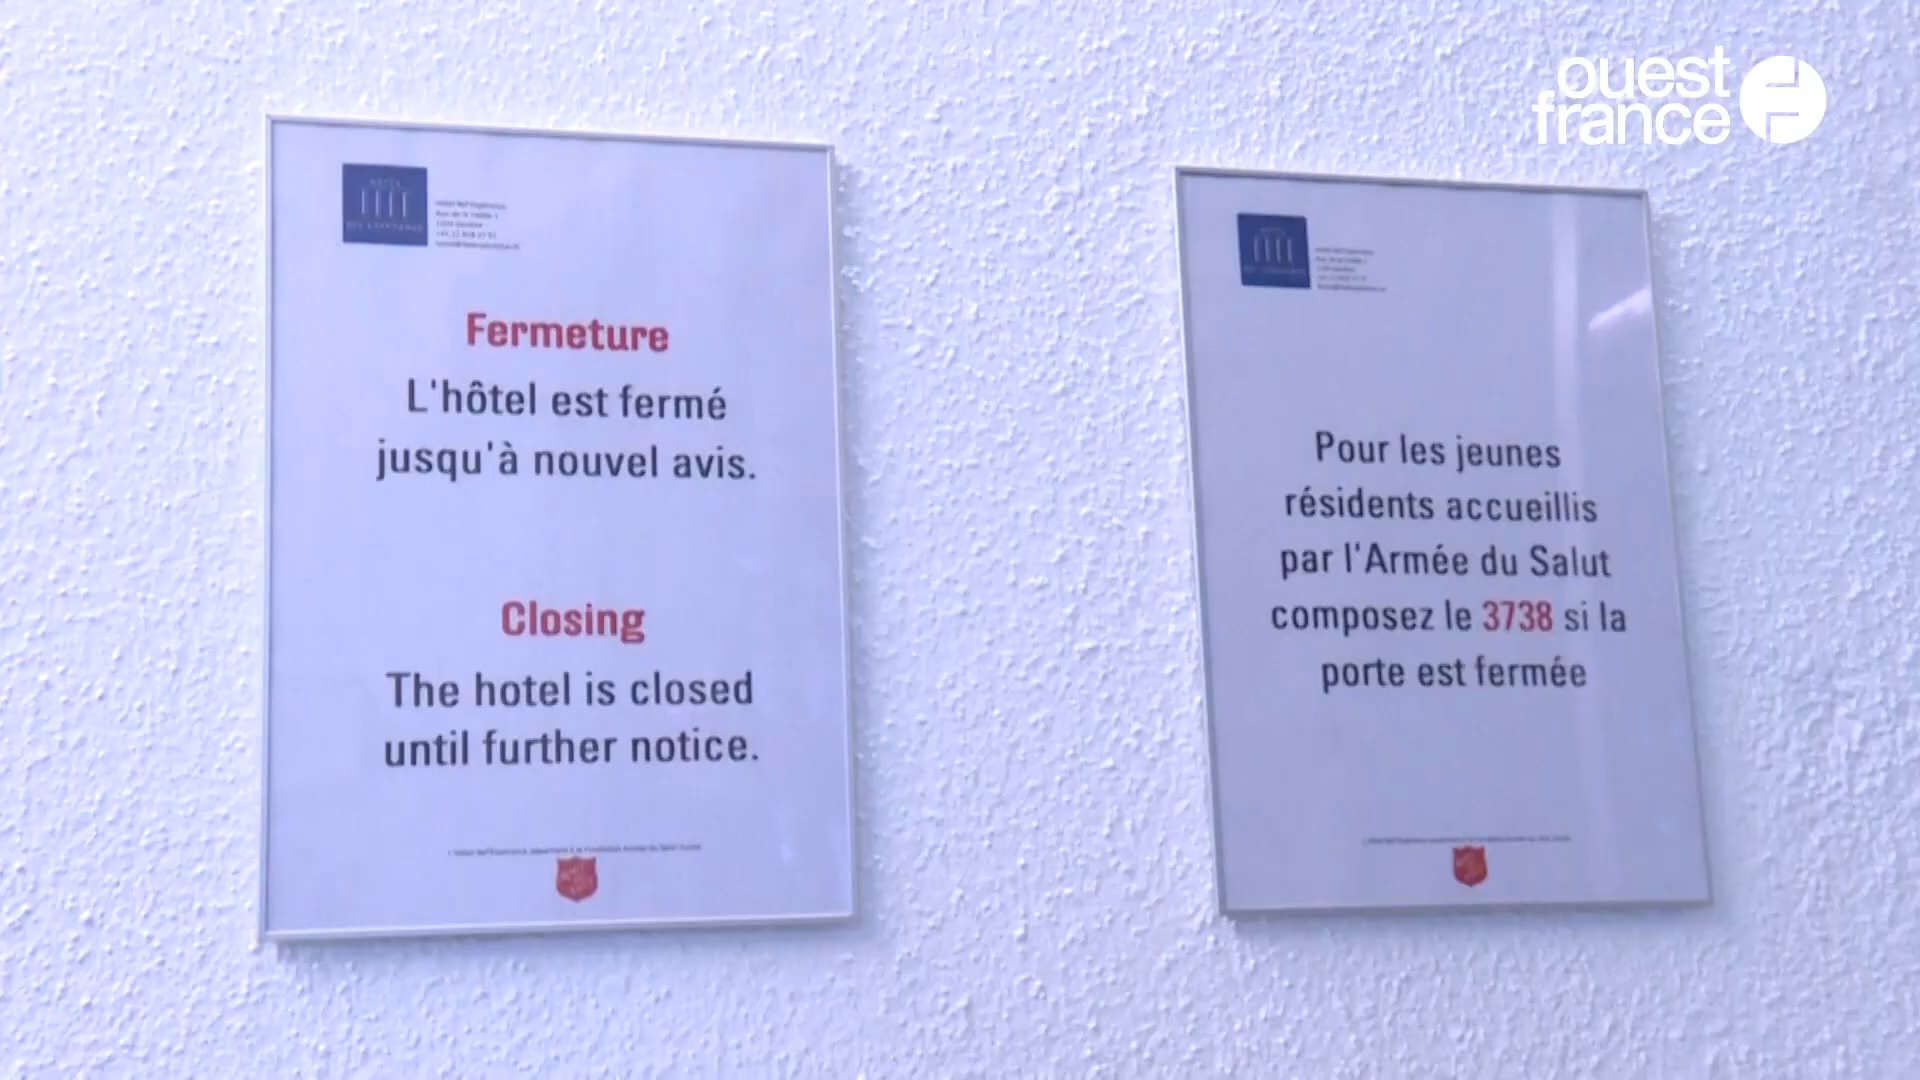 ouest
france
Fermeture
L'hôtel est fermé
jusqu'à nouvel avis.
Closing
The hotel is closed
until further notice.
Pour les jeunes
résidents accueillis
par l'Armée du Salut
composez le 3738 si la
porte est fermée